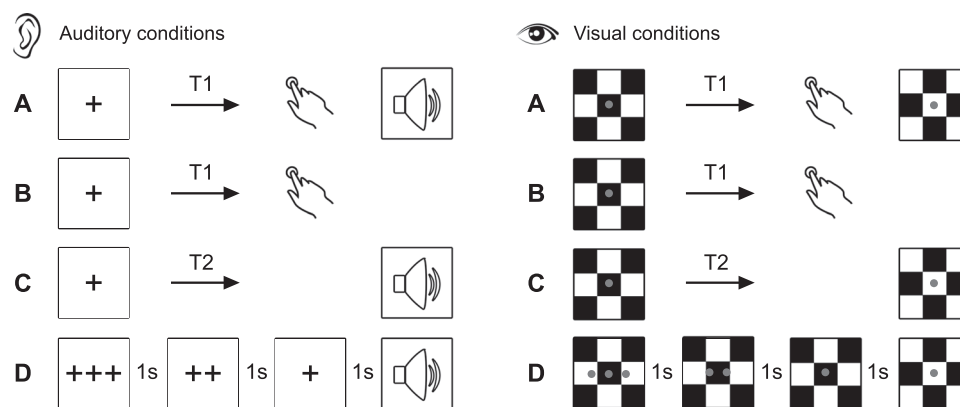 Auditory conditions
A + T1
B + T1
C + T2
D +++ 1s ++ 1s + 1s
Visual conditions
A T1
B T1
C T2
D 1s 1s 1s